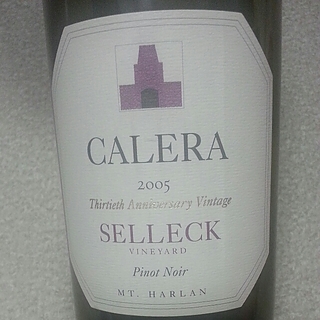 CALERA
2005
Thirtieth Anniversary Vintage
SELLECK
VINEYARD
Pinot Noir
MT. HARLAN